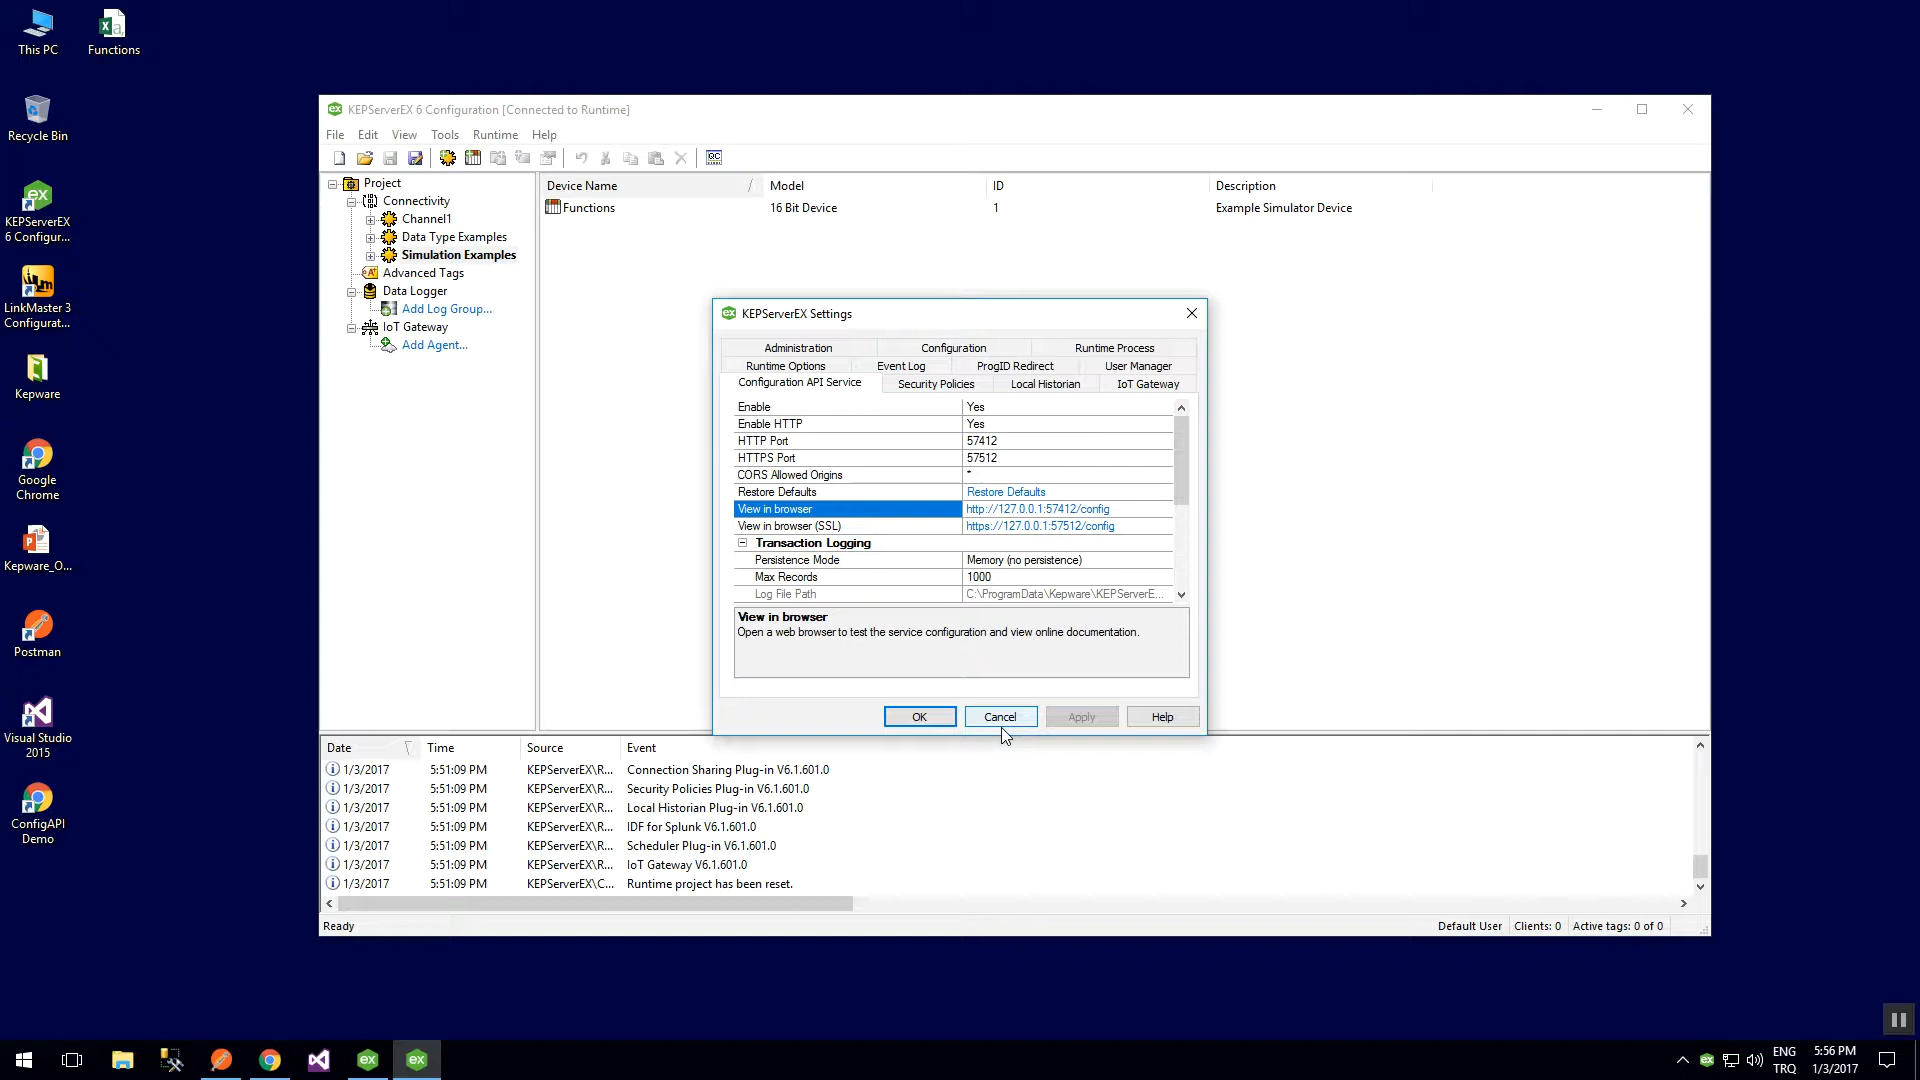 This PC
Functions
Recycle Bin
KEPServerEX
6 Configur...
LinkMaster 3
Configurat...
Kepware
Google
Chrome
Kepware_O...
Postman
Visual Studio
2015
ConfigAPI
Demo
KEPServerEX 6 Configuration [Connected to Runtime]
File Edit View Tools Runtime Help
Project
Connectivity
Channel1
Data Type Examples
Simulation Examples
Advanced Tags
Data Logger
Add Log Group...
IoT Gateway
Add Agent...
Device Name Model ID Description
Functions 16 Bit Device 1 Example Simulator Device
KEPServerEX Settings
Administration Configuration Runtime Process
Runtime Options Event Log ProgID Redirect User Manager
Configuration API Service Security Policies Local Historian IoT Gateway
Enable Yes
Enable HTTP Yes
HTTP Port 57412
HTTPS Port 57512
CORS Allowed Origins *
Restore Defaults Restore Defaults
View in browser http://127.0.0.1:57412/config
View in browser (SSL) https://127.0.0.1:57512/config
Transaction Logging
Persistence Mode Memory (no persistence)
Max Records 1000
Log File Path C:\ProgramData\Kepware\KEPServerE...
View in browser
Open a web browser to test the service configuration and view online documentation.
OK Cancel Apply Help
Date Time Source Event
1/3/2017 5:51:09 PM KEPServerEX\R... Connection Sharing Plug-in V6.1.601.0
1/3/2017 5:51:09 PM KEPServerEX\R... Security Policies Plug-in V6.1.601.0
1/3/2017 5:51:09 PM KEPServerEX\R... Local Historian Plug-in V6.1.601.0
1/3/2017 5:51:09 PM KEPServerEX\R... IDF for Splunk V6.1.601.0
1/3/2017 5:51:09 PM KEPServerEX\R... Scheduler Plug-in V6.1.601.0
1/3/2017 5:51:09 PM KEPServerEX\R... IoT Gateway V6.1.601.0
1/3/2017 5:51:09 PM KEPServerEX\C... Runtime project has been reset.
Ready Default User Clients: 0 Active tags: 0 of 0
ENG 5:56 PM
TRQ 1/3/2017